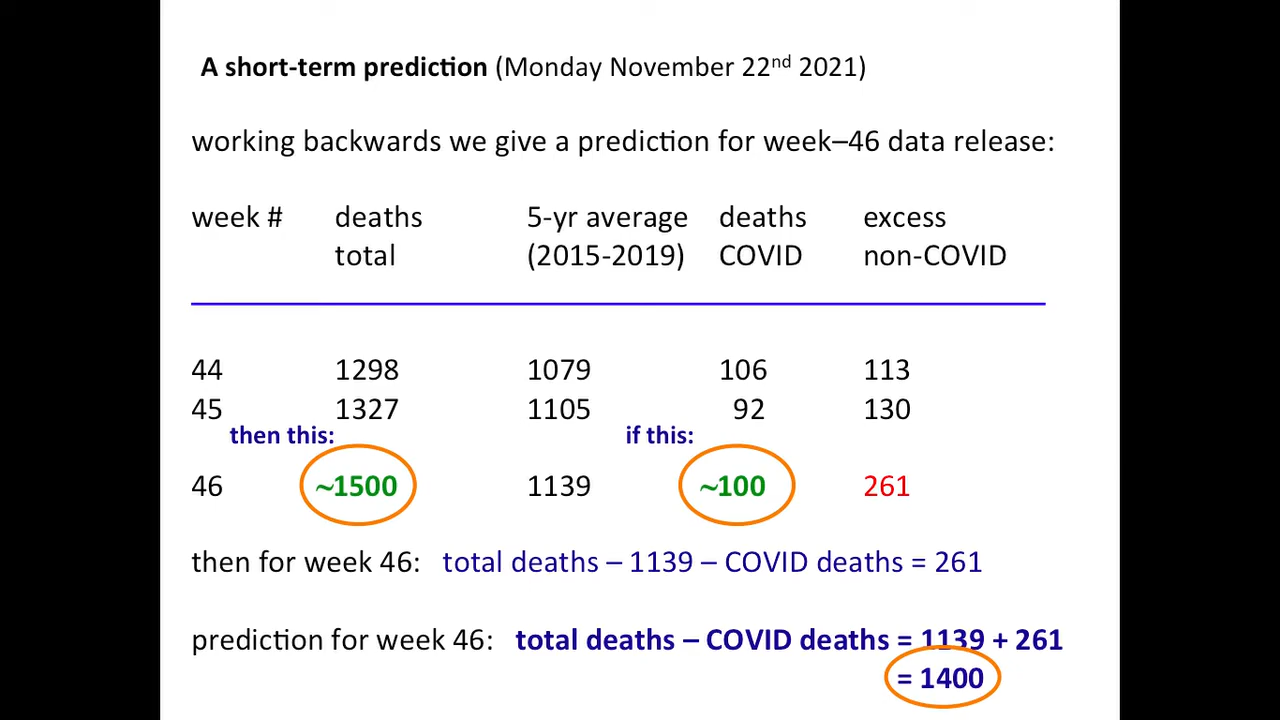 A short-term prediction (Monday November 22nd 2021)
working backwards we give a prediction for week–46 data release:
week # deaths 5-yr average deaths excess
total (2015-2019) COVID non-COVID
44 1298 1079 106 113
45 1327 1105 92 130
then this: if this:
46 ~1500 1139 ~100 261
then for week 46: total deaths – 1139 – COVID deaths = 261
prediction for week 46: total deaths – COVID deaths = 1139 + 261
= 1400